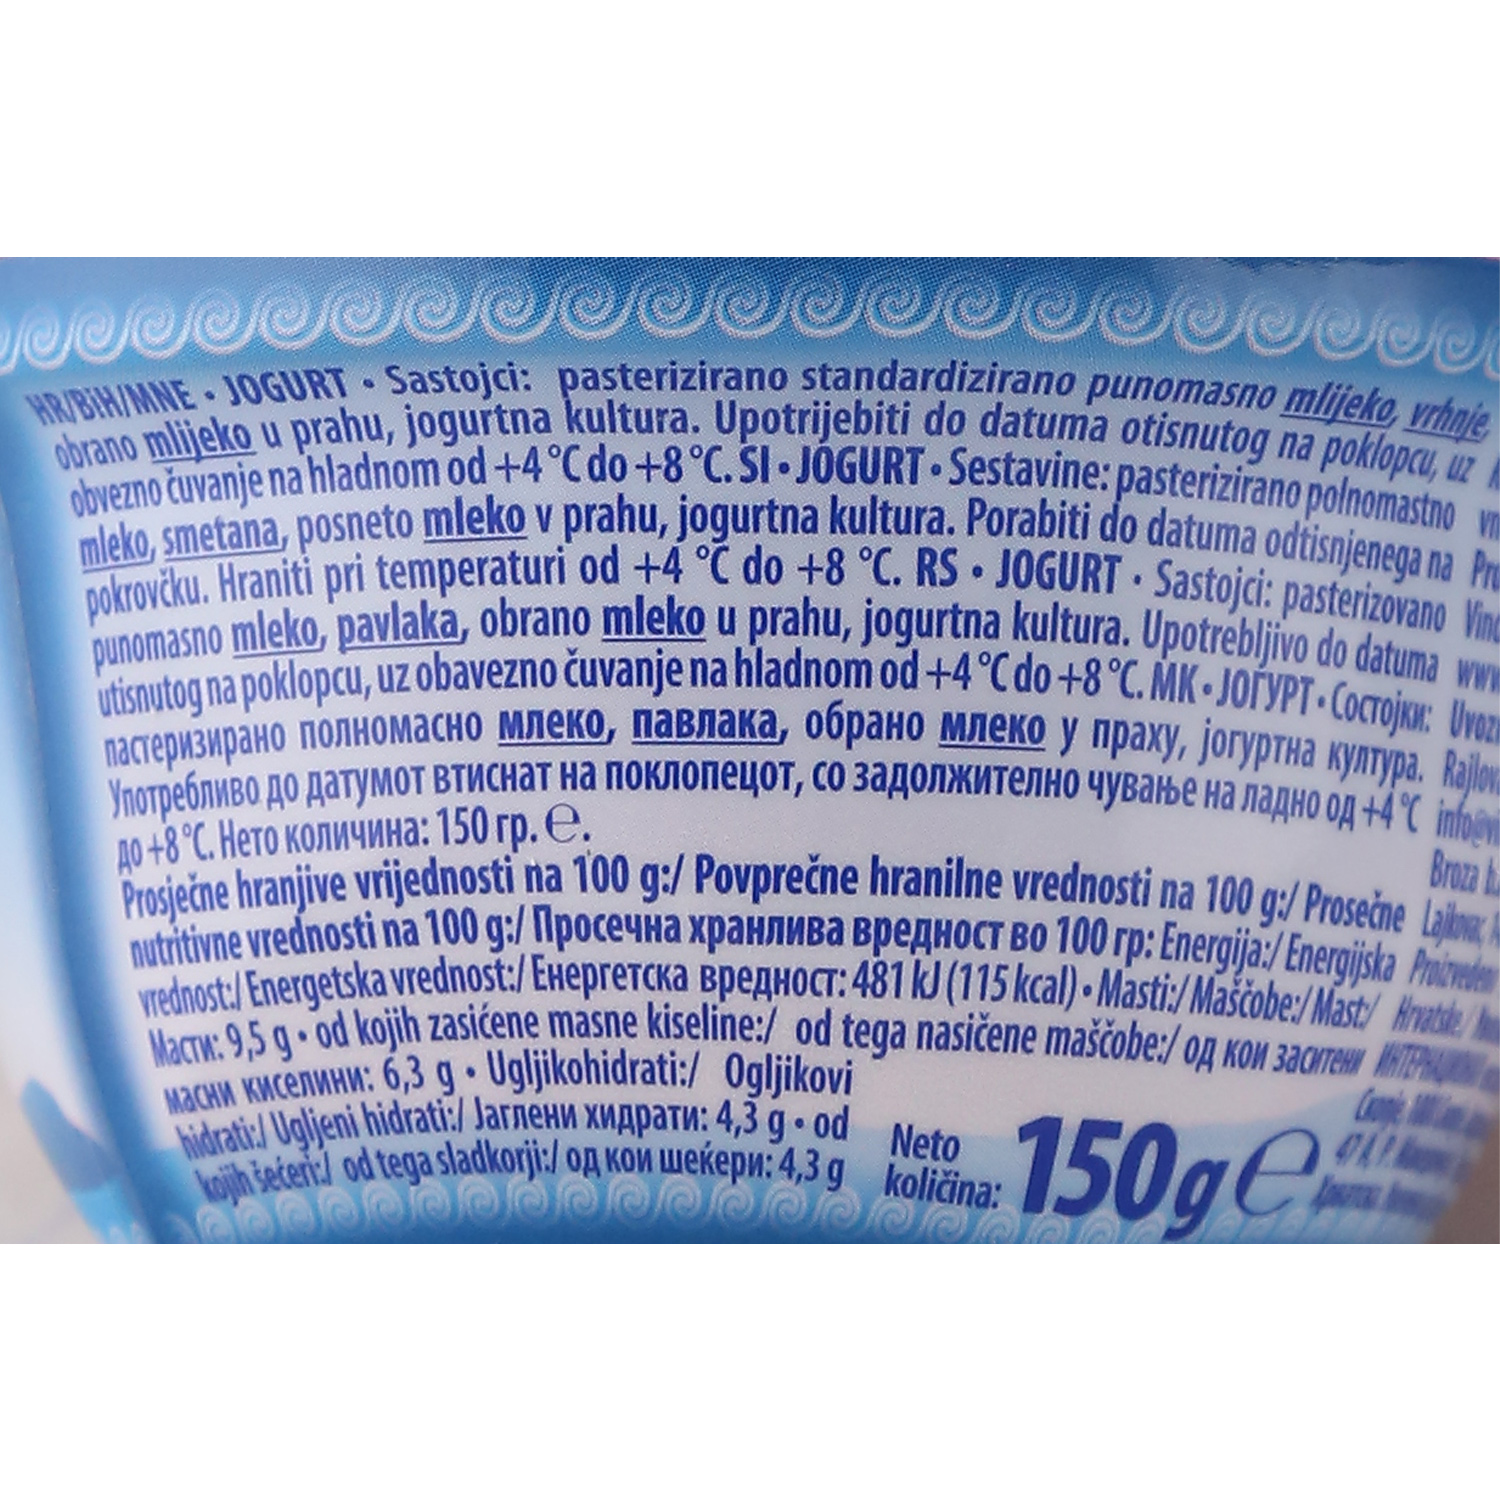 HR/BiH/MNE • JOGURT • Sastojci: pasterizirano standardizirano punomasno mlijeko, vrhnje,
obrano mlijeko u prahu, jogurtna kultura. Upotrijebiti do datuma otisnutog na poklopcu, uz
obvezno čuvanje na hladnom od +4 °C do +8 °C. SI • JOGURT • Sestavine: pasterizirano polnomastno
mleko, smetana, posneto mleko v prahu, jogurtna kultura. Porabiti do datuma odtisnjenega na
pokrovčku. Hraniti pri temperaturi od +4 °C do +8 °C. RS • JOGURT • Sastojci: pasterizovano
punomasno mleko, pavlaka, obrano mleko u prahu, jogurtna kultura. Upotrebljivo do datuma
utisnutog na poklopcu, uz obavezno čuvanje na hladnom od +4 °C do +8 °C. MK • ЈОГУРТ • Состојки:
пастеризирано полномасно млеко, павлака, обрано млеко у праху, јогуртна култура.
Употребливо до датумот втиснат на поклопецот, со задолжително чување на ладно од +4 °C
до +8 °C. Нето количина: 150 гр. e.
Prosječne hranjive vrijednosti na 100 g:/ Povprečne hranilne vrednosti na 100 g:/ Prosečne
nutritivne vrednosti na 100 g:/ Просечна хранлива вредност во 100 гр: Energija:/ Energijska
vrednost:/ Energetska vrednost:/ Енергетска вредност: 481 kJ (115 kcal) • Masti:/ Maščobe:/ Mast:/
Масти: 9,5 g • od kojih zasićene masne kiseline:/ od tega nasičene maščobe:/ од кои заситени
масни киселини: 6,3 g • Ugljikohidrati:/ Ogljikovi
hidrati:/ Ugljeni hidrati:/ Јаглени хидрати: 4,3 g • od
kojih šećeri:/ od tega sladkorji:/ од кои шеќери: 4,3 g
Neto
količina: 150g e
www
Broza
Lajkovac,
Proizveden
Hrvatske/